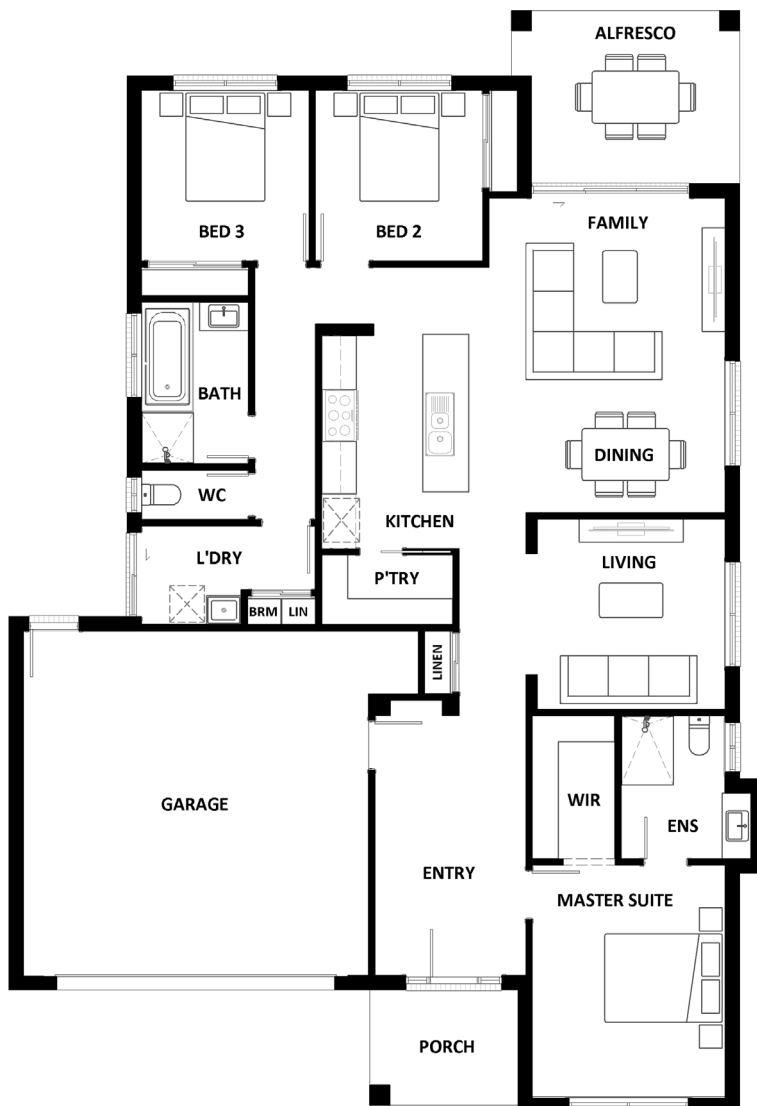 ALFRESCO
FAMILY
BED 3
BED 2
BATH
DINING
WC
KITCHEN
L'DRY
P'TRY
LIVING
BRM
LIN
LINEN
GARAGE
WIR
ENS
ENTRY
MASTER SUITE
PORCH